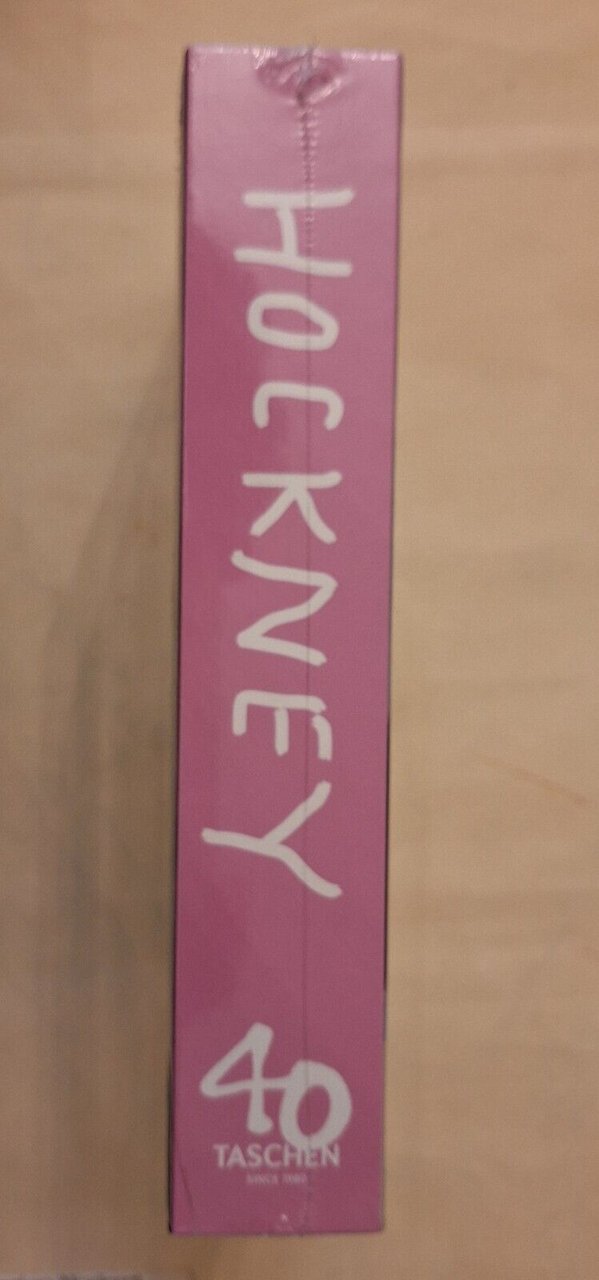 HOCKNEY
40
TASCHEN
SINCE 1980